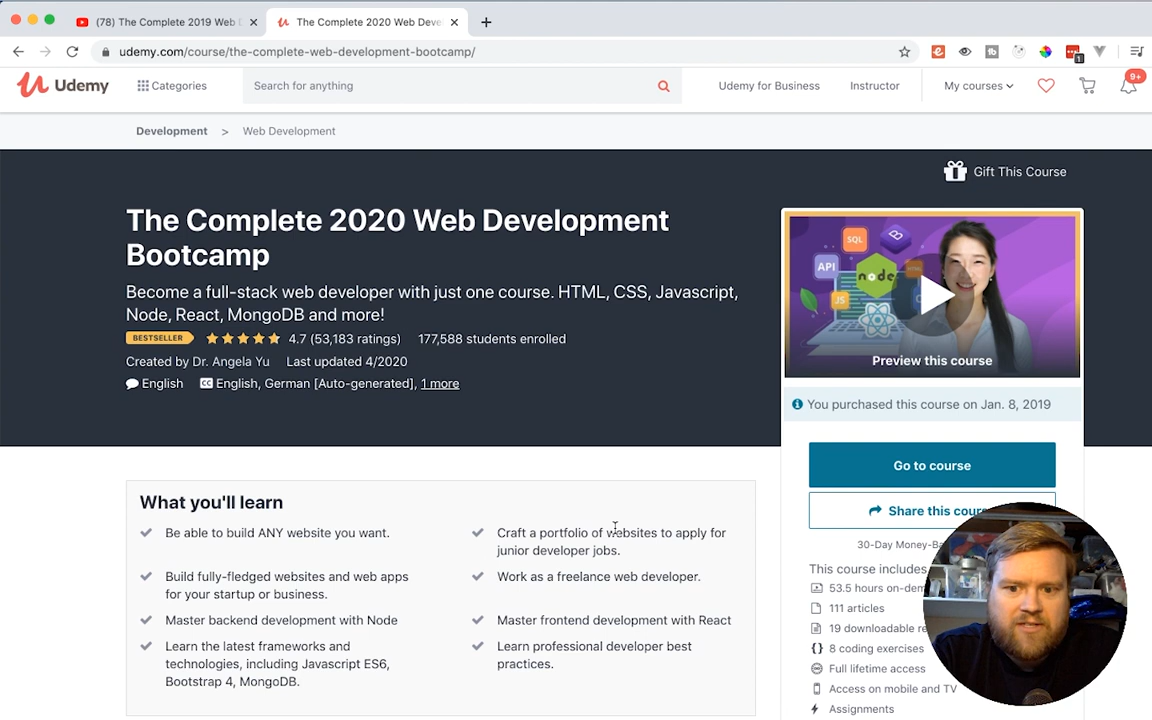 (78) The Complete 2019 Web D
The Complete 2020 Web Deve
udemy.com/course/the-complete-web-development-bootcamp/
1
Udemy
Categories
Search for anything
Udemy for Business
Instructor
My courses
9+
Development > Web Development
Gift This Course
The Complete 2020 Web Development
Bootcamp
Become a full-stack web developer with just one course. HTML, CSS, Javascript,
Node, React, MongoDB and more!
BESTSELLER
4.7 (53,183 ratings)
177,588 students enrolled
Created by Dr. Angela Yu
Last updated 4/2020
English
CC English, German [Auto-generated], 1 more
SQL
API
node
JS
Preview this course
You purchased this course on Jan. 8, 2019
Go to course
Share this cour
30-Day Money-Ba
This course includes
53.5 hours on-dem
111 articles
19 downloadable re
8 coding exercises
Full lifetime access
Access on mobile and TV
Assignments
What you'll learn
Be able to build ANY website you want.
Build fully-fledged websites and web apps
for your startup or business.
Master backend development with Node
Learn the latest frameworks and
technologies, including Javascript ES6,
Bootstrap 4, MongoDB.
Craft a portfolio of websites to apply for
junior developer jobs.
Work as a freelance web developer.
Master frontend development with React
Learn professional developer best
practices.